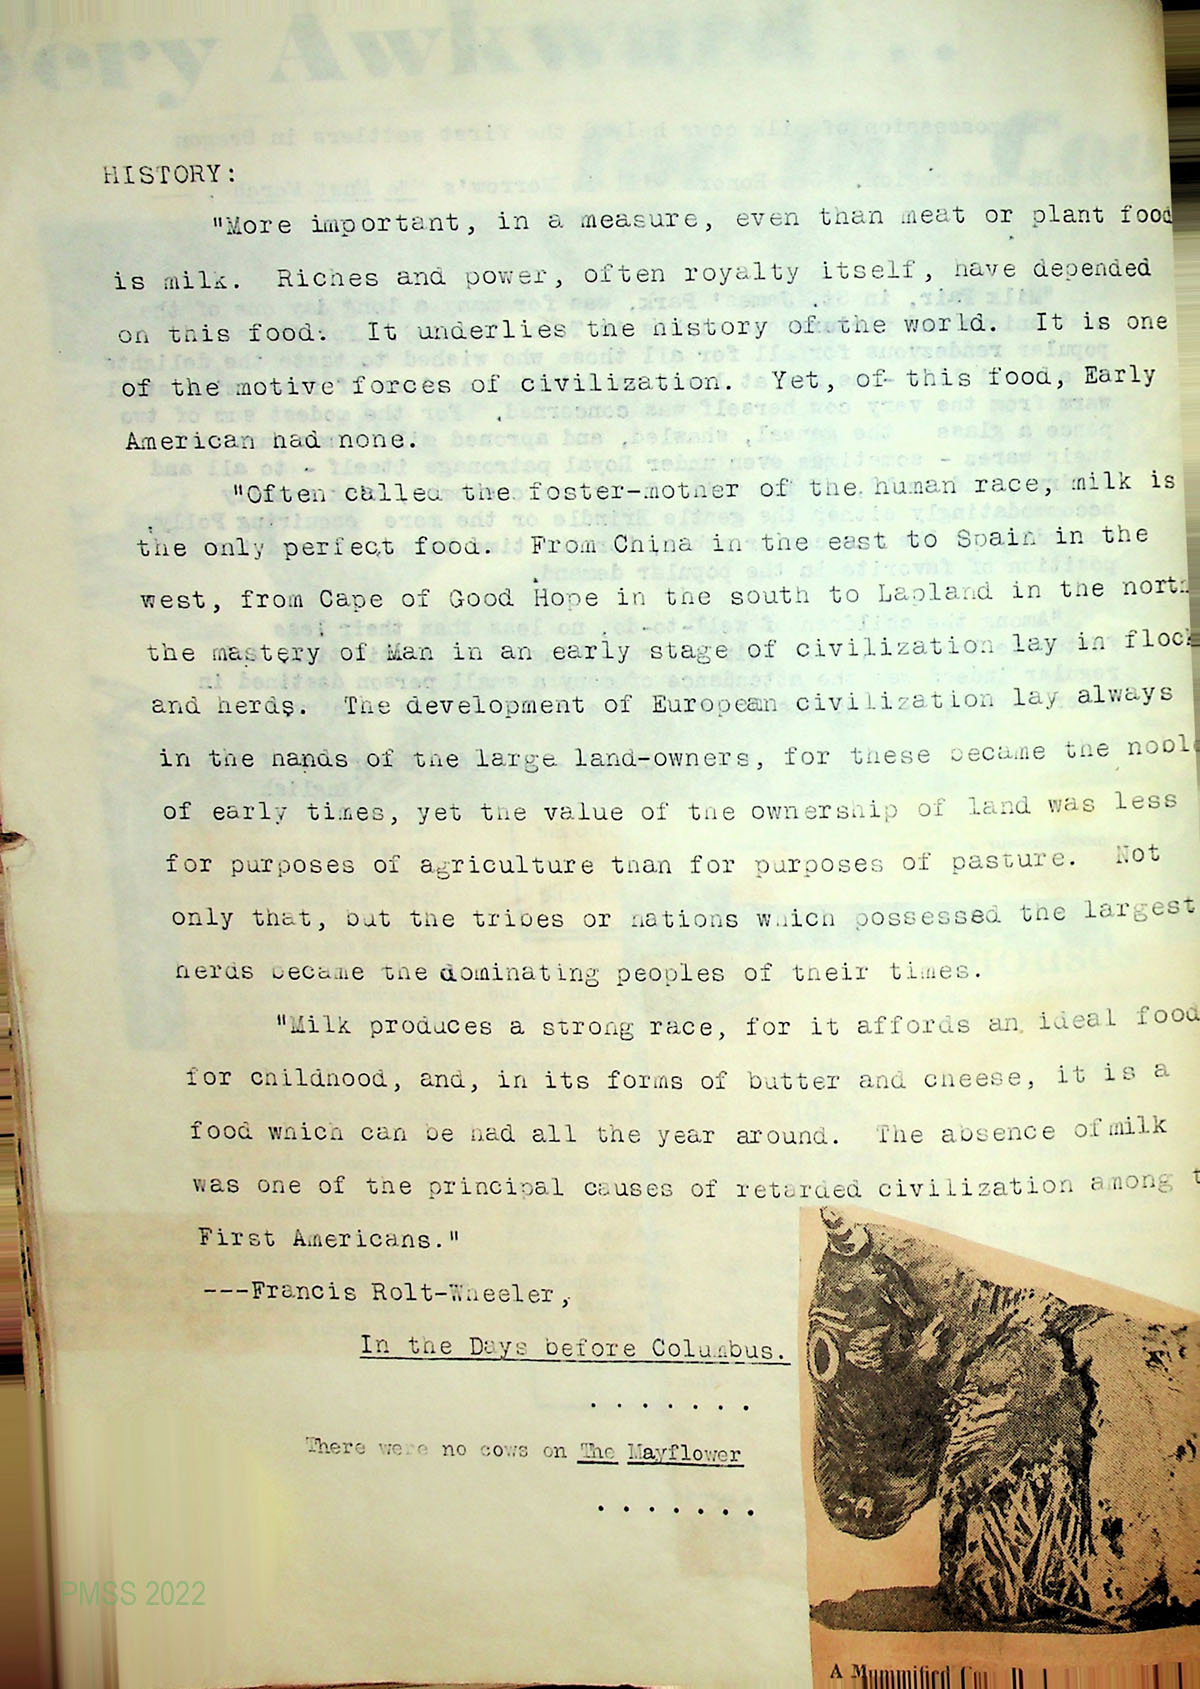 Very Awkward...
HISTORY:
"More important, in a measure, even than meat or plant food
is milk. Riches and power, often royalty itself, have depended
on this food. It underlies the history of the world. It is one
of the motive forces of civilization. Yet, of this food, Early
American had none.
"Often called the foster-mother of the human race, milk is
the only perfect food. From China in the east to Spain in the
west, from Cape of Good Hope in the south to Lapland in the north
the mastery of Man in an early stage of civilization lay in flock
and herds. The development of European civilization lay always
in the hands of the large land-owners, for these became the noble
of early times, yet the value of the ownership of land was less
for purposes of agriculture than for purposes of pasture. Not
only that, but the tribes or nations which possessed the largest
herds became the dominating peoples of their times.
"Milk produces a strong race, for it affords an ideal food
for childhood, and, in its forms of butter and cheese, it is a
food which can be had all the year around. The absence of milk
was one of the principal causes of retarded civilization among t
First Americans."
---Francis Rolt-Wheeler,
In the Days before Columbus.
.......
There were no cows on The Mayflower
.......
A Mummified
PMSS 2022